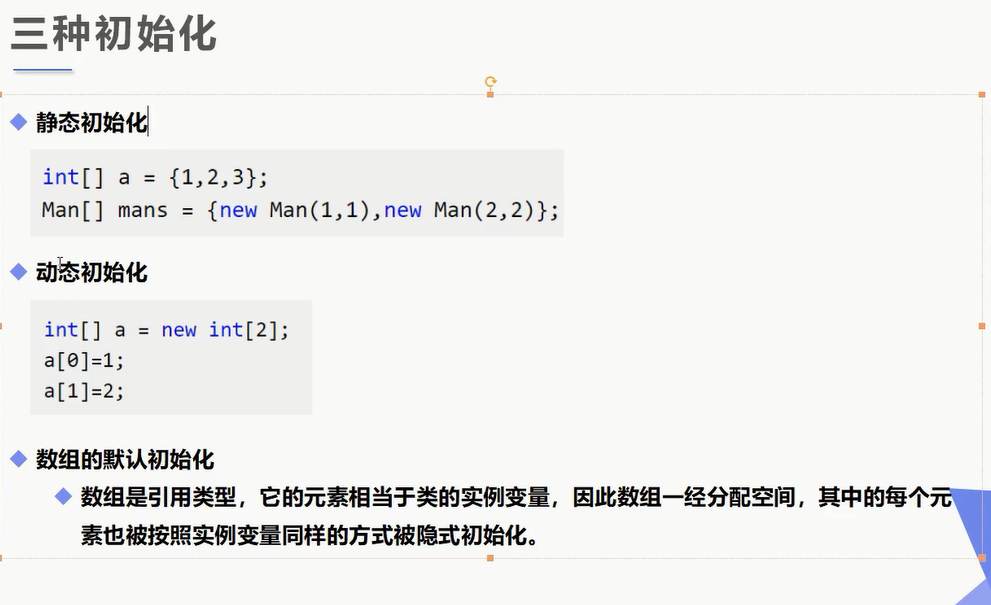 三种初始化
静态初始化
int[] a = {1,2,3};
Man[] mans = {new Man(1,1),new Man(2,2)};
动态初始化
int[] a = new int[2];
a[0]=1;
a[1]=2;
数组的默认初始化
数组是引用类型，它的元素相当于类的实例变量，因此数组一经分配空间，其中的每个元
素也被按照实例变量同样的方式被隐式初始化。